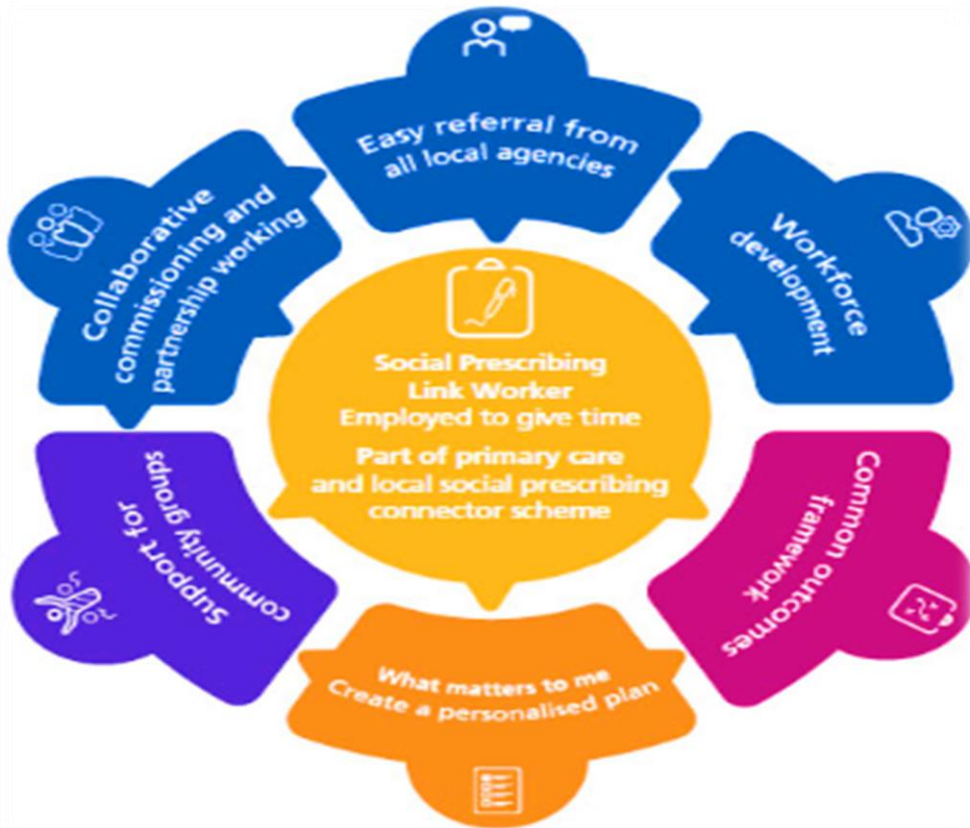 Easy referral from
all local agencies
Workforce
development
Common outcomes
framework
What matters to me
Create a personalised plan
Support for
community groups
Collaborative
commissioning and
partnership working
Social Prescribing
Link Worker
Employed to give time
Part of primary care
and local social prescribing
connector scheme